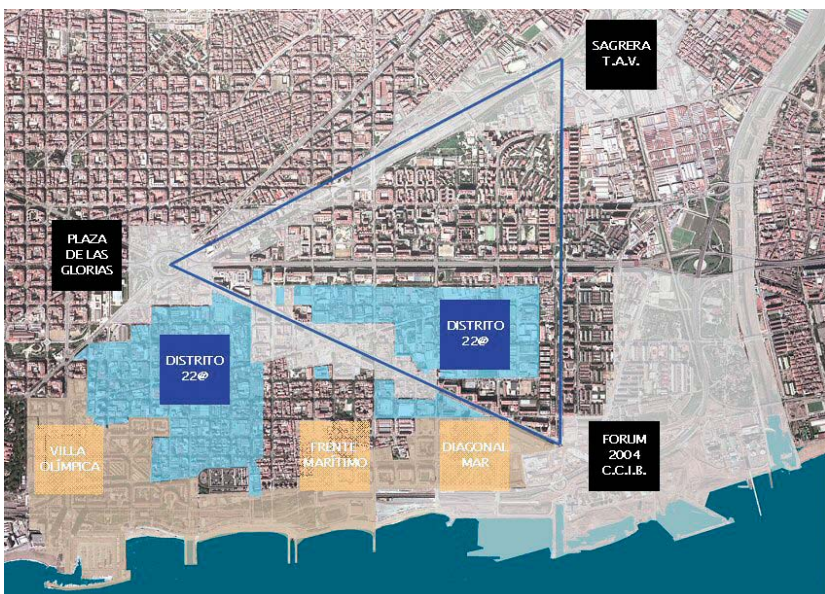 SAGRERA
T.A.V.
PLAZA
DE LAS
GLORIAS
DISTRITO
22@
DISTRITO
22@
VILLA
OLÍMPICA
FRENTE
MARÍTIMO
DIAGONAL
MAR
FORUM
2004
C.C.I.B.